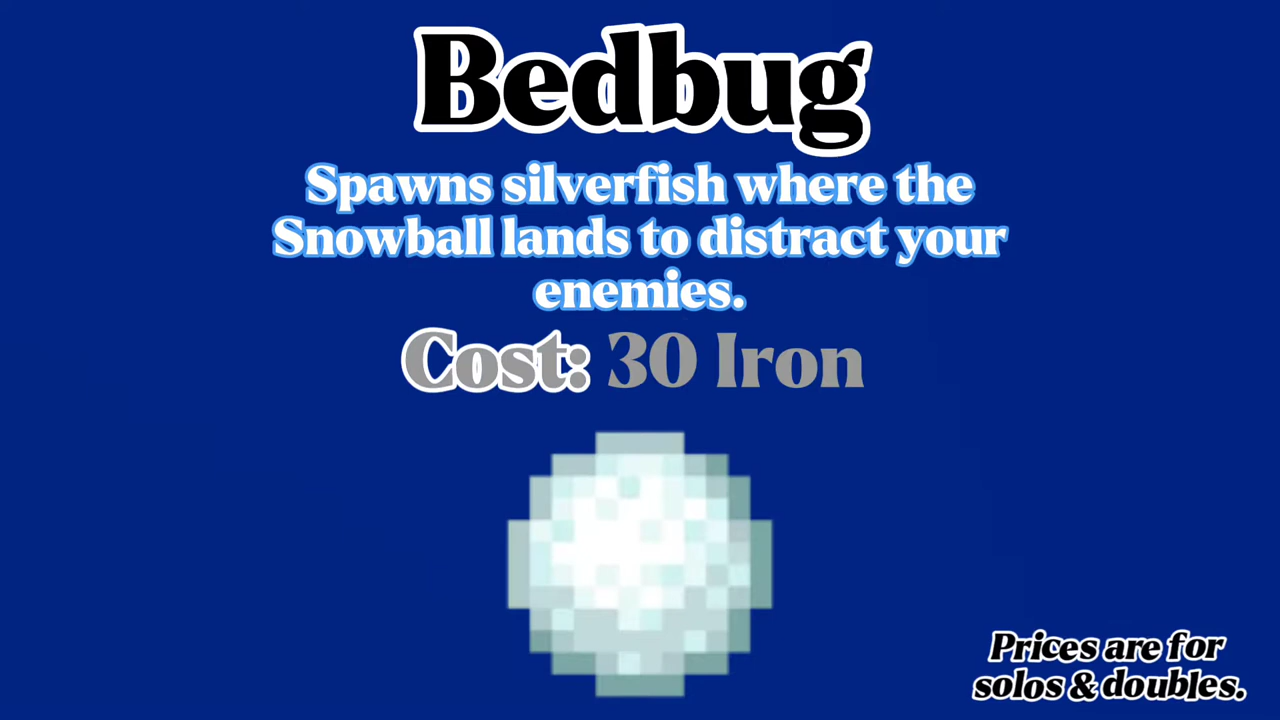 Bedbug
Spawns silverfish where the
Snowball lands to distract your
enemies.
Cost: 30 Iron
Prices are for
solos & doubles.